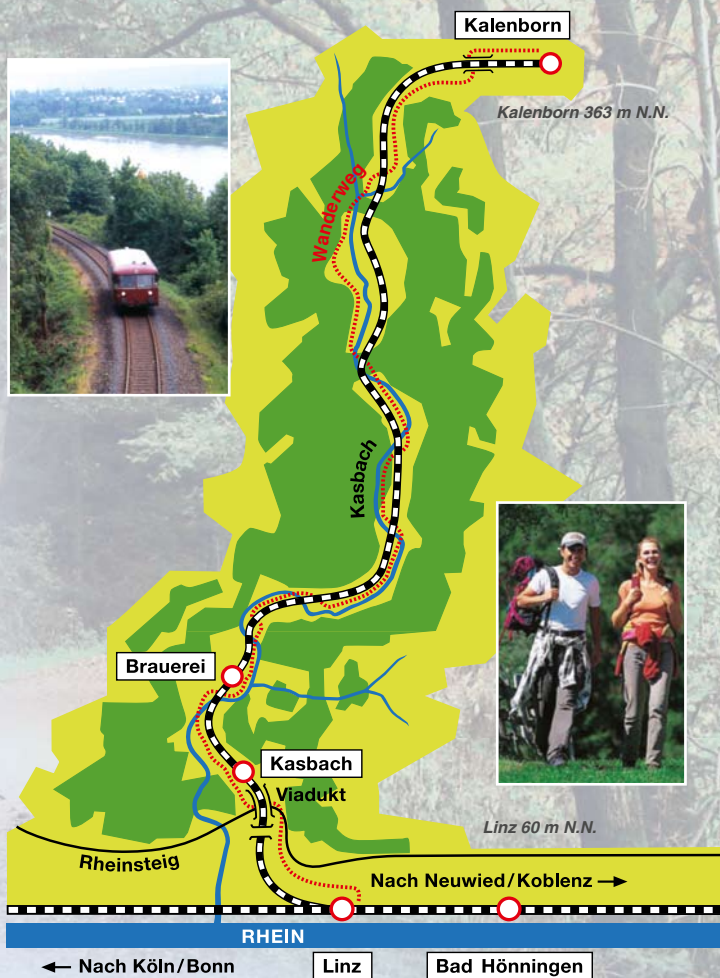 Kalenborn
Kalenborn 363 m N.N.
Wanderweg
Kasbach
Brauerei
Kasbach
Viadukt
Linz 60 m N.N.
Rheinsteig
Nach Neuwied/Koblenz →
RHEIN
← Nach Köln/Bonn
Linz
Bad Hönningen